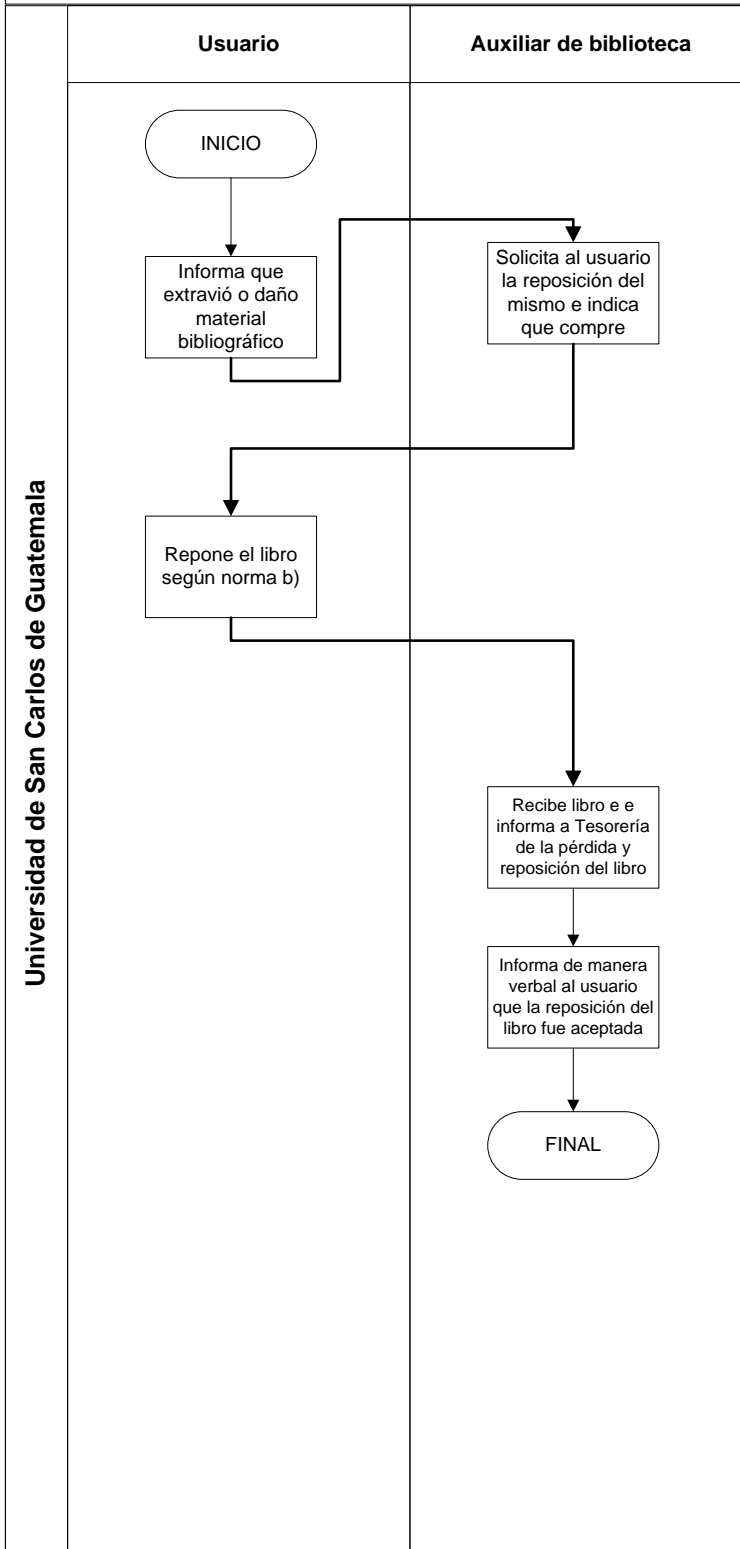 Usuario
Auxiliar de biblioteca
Universidad de San Carlos de Guatemala
INICIO
Informa que
extravió o daño
material
bibliográfico
Solicita al usuario
la reposición del
mismo e indica
que compre
Repone el libro
según norma b)
Recibe libro e e
informa a Tesorería
de la pérdida y
reposición del libro
Informa de manera
verbal al usuario
que la reposición del
libro fue aceptada
FINAL